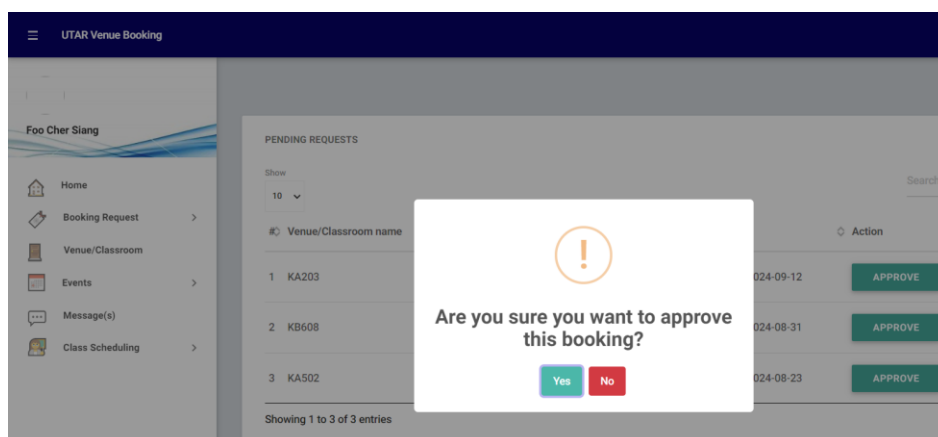 ☰ UTAR Venue Booking
Foo Cher Siang
Home
Booking Request
Venue/Classroom
Events
Message(s)
Class Scheduling
PENDING REQUESTS
Show
10
Search
# Venue/Classroom name Action
1 KA203 024-09-12 APPROVE
2 KB608 024-08-31 APPROVE
3 KA502 024-08-23 APPROVE
Showing 1 to 3 of 3 entries
!
Are you sure you want to approve
this booking?
Yes No